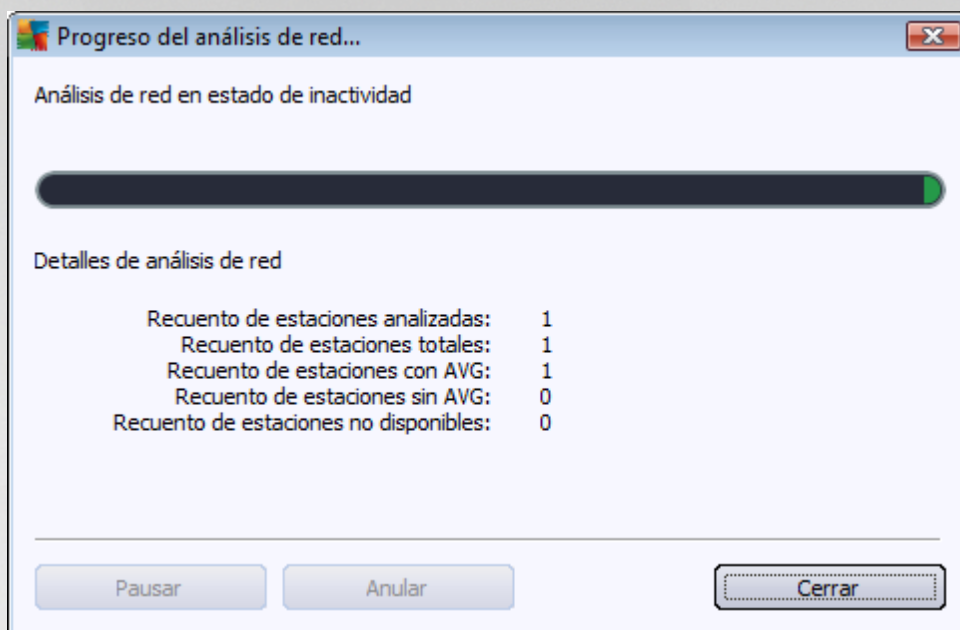 Progreso del análisis de red...
Análisis de red en estado de inactividad
Detalles de análisis de red
Recuento de estaciones analizadas: 1
Recuento de estaciones totales: 1
Recuento de estaciones con AVG: 1
Recuento de estaciones sin AVG: 0
Recuento de estaciones no disponibles: 0
Pausar Anular Cerrar